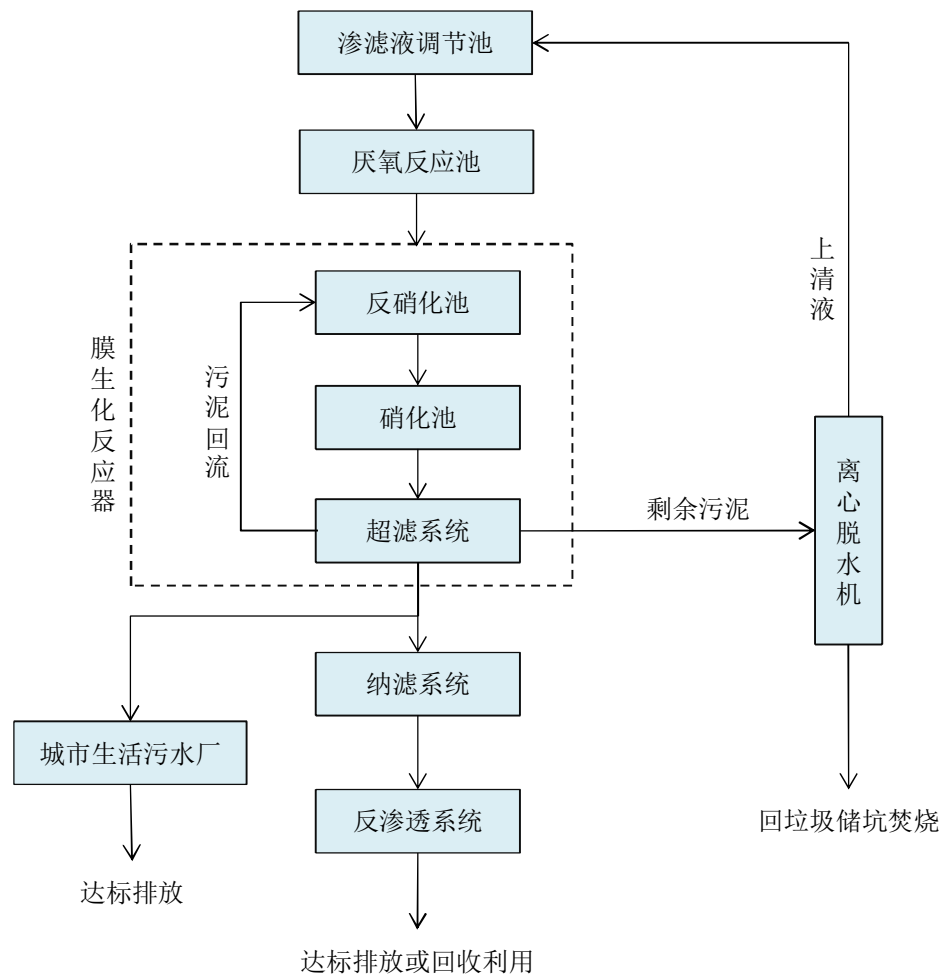 渗滤液调节池
厌氧反应池
上清液
反硝化池
膜生化反应器
污泥回流
硝化池
离心脱水机
剩余污泥
超滤系统
纳滤系统
城市生活污水厂
反渗透系统
回垃圾储坑焚烧
达标排放
达标排放或回收利用